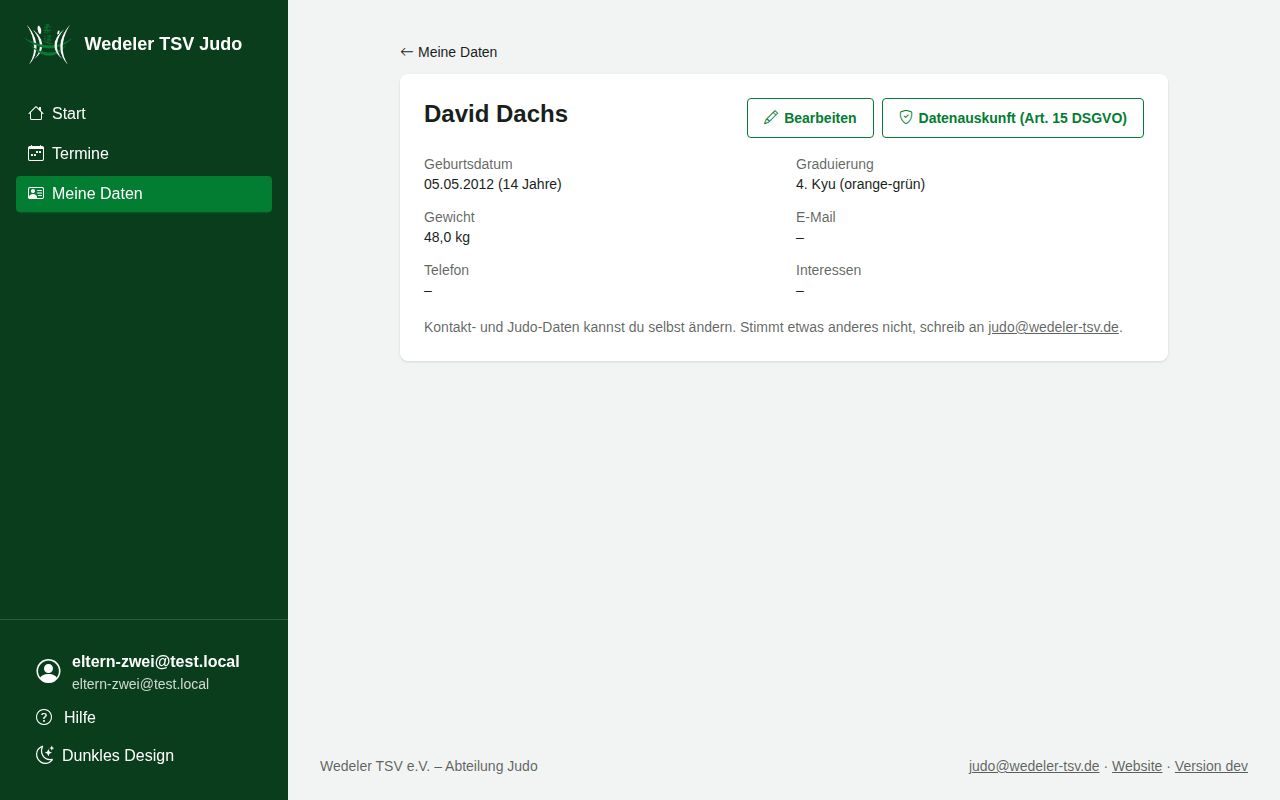 Wedeler TSV Judo
Start
Termine
Meine Daten
eltern-zwei@test.local
eltern-zwei@test.local
Hilfe
Dunkles Design
← Meine Daten
David Dachs
Bearbeiten
Datenauskunft (Art. 15 DSGVO)
Geburtsdatum
05.05.2012 (14 Jahre)
Graduierung
4. Kyu (orange-grün)
Gewicht
48,0 kg
E-Mail
–
Telefon
–
Interessen
–
Kontakt- und Judo-Daten kannst du selbst ändern. Stimmt etwas anderes nicht, schreib an judo@wedeler-tsv.de.
Wedeler TSV e.V. – Abteilung Judo
judo@wedeler-tsv.de · Website · Version dev